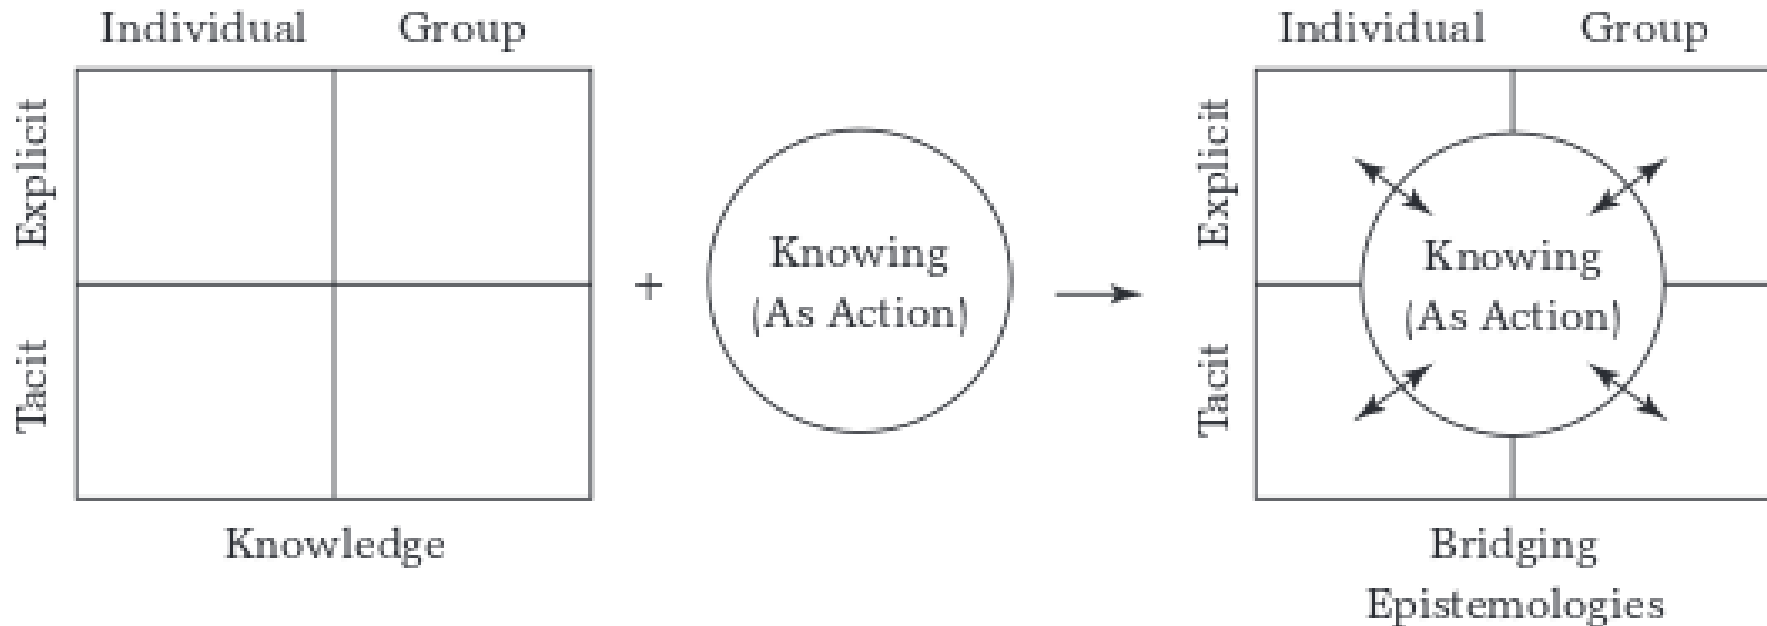 Individual Group
Explicit
Tacit
Knowledge
+
Knowing
(As Action)
Individual Group
Explicit
Tacit
Knowing
(As Action)
Bridging
Epistemologies